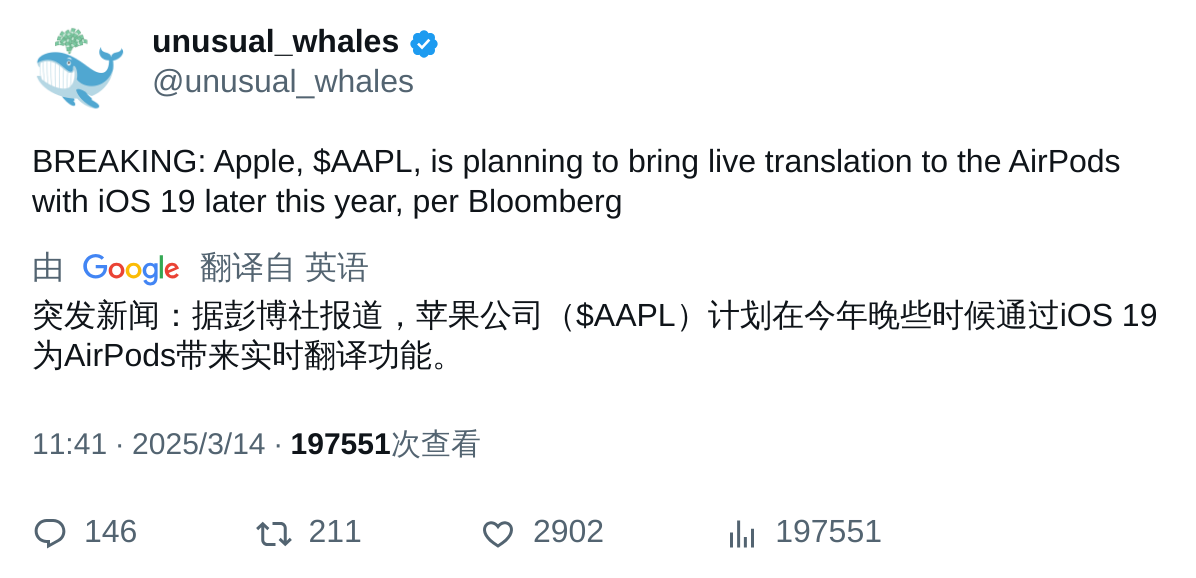 unusual_whales
@unusual_whales
BREAKING: Apple, $AAPL, is planning to bring live translation to the AirPods
with iOS 19 later this year, per Bloomberg
由 Google 翻译自 英语
突发新闻：据彭博社报道，苹果公司（$AAPL）计划在今年晚些时候通过iOS 19
为AirPods带来实时翻译功能。
11:41 · 2025/3/14 · 197551次查看
146 211 2902 197551